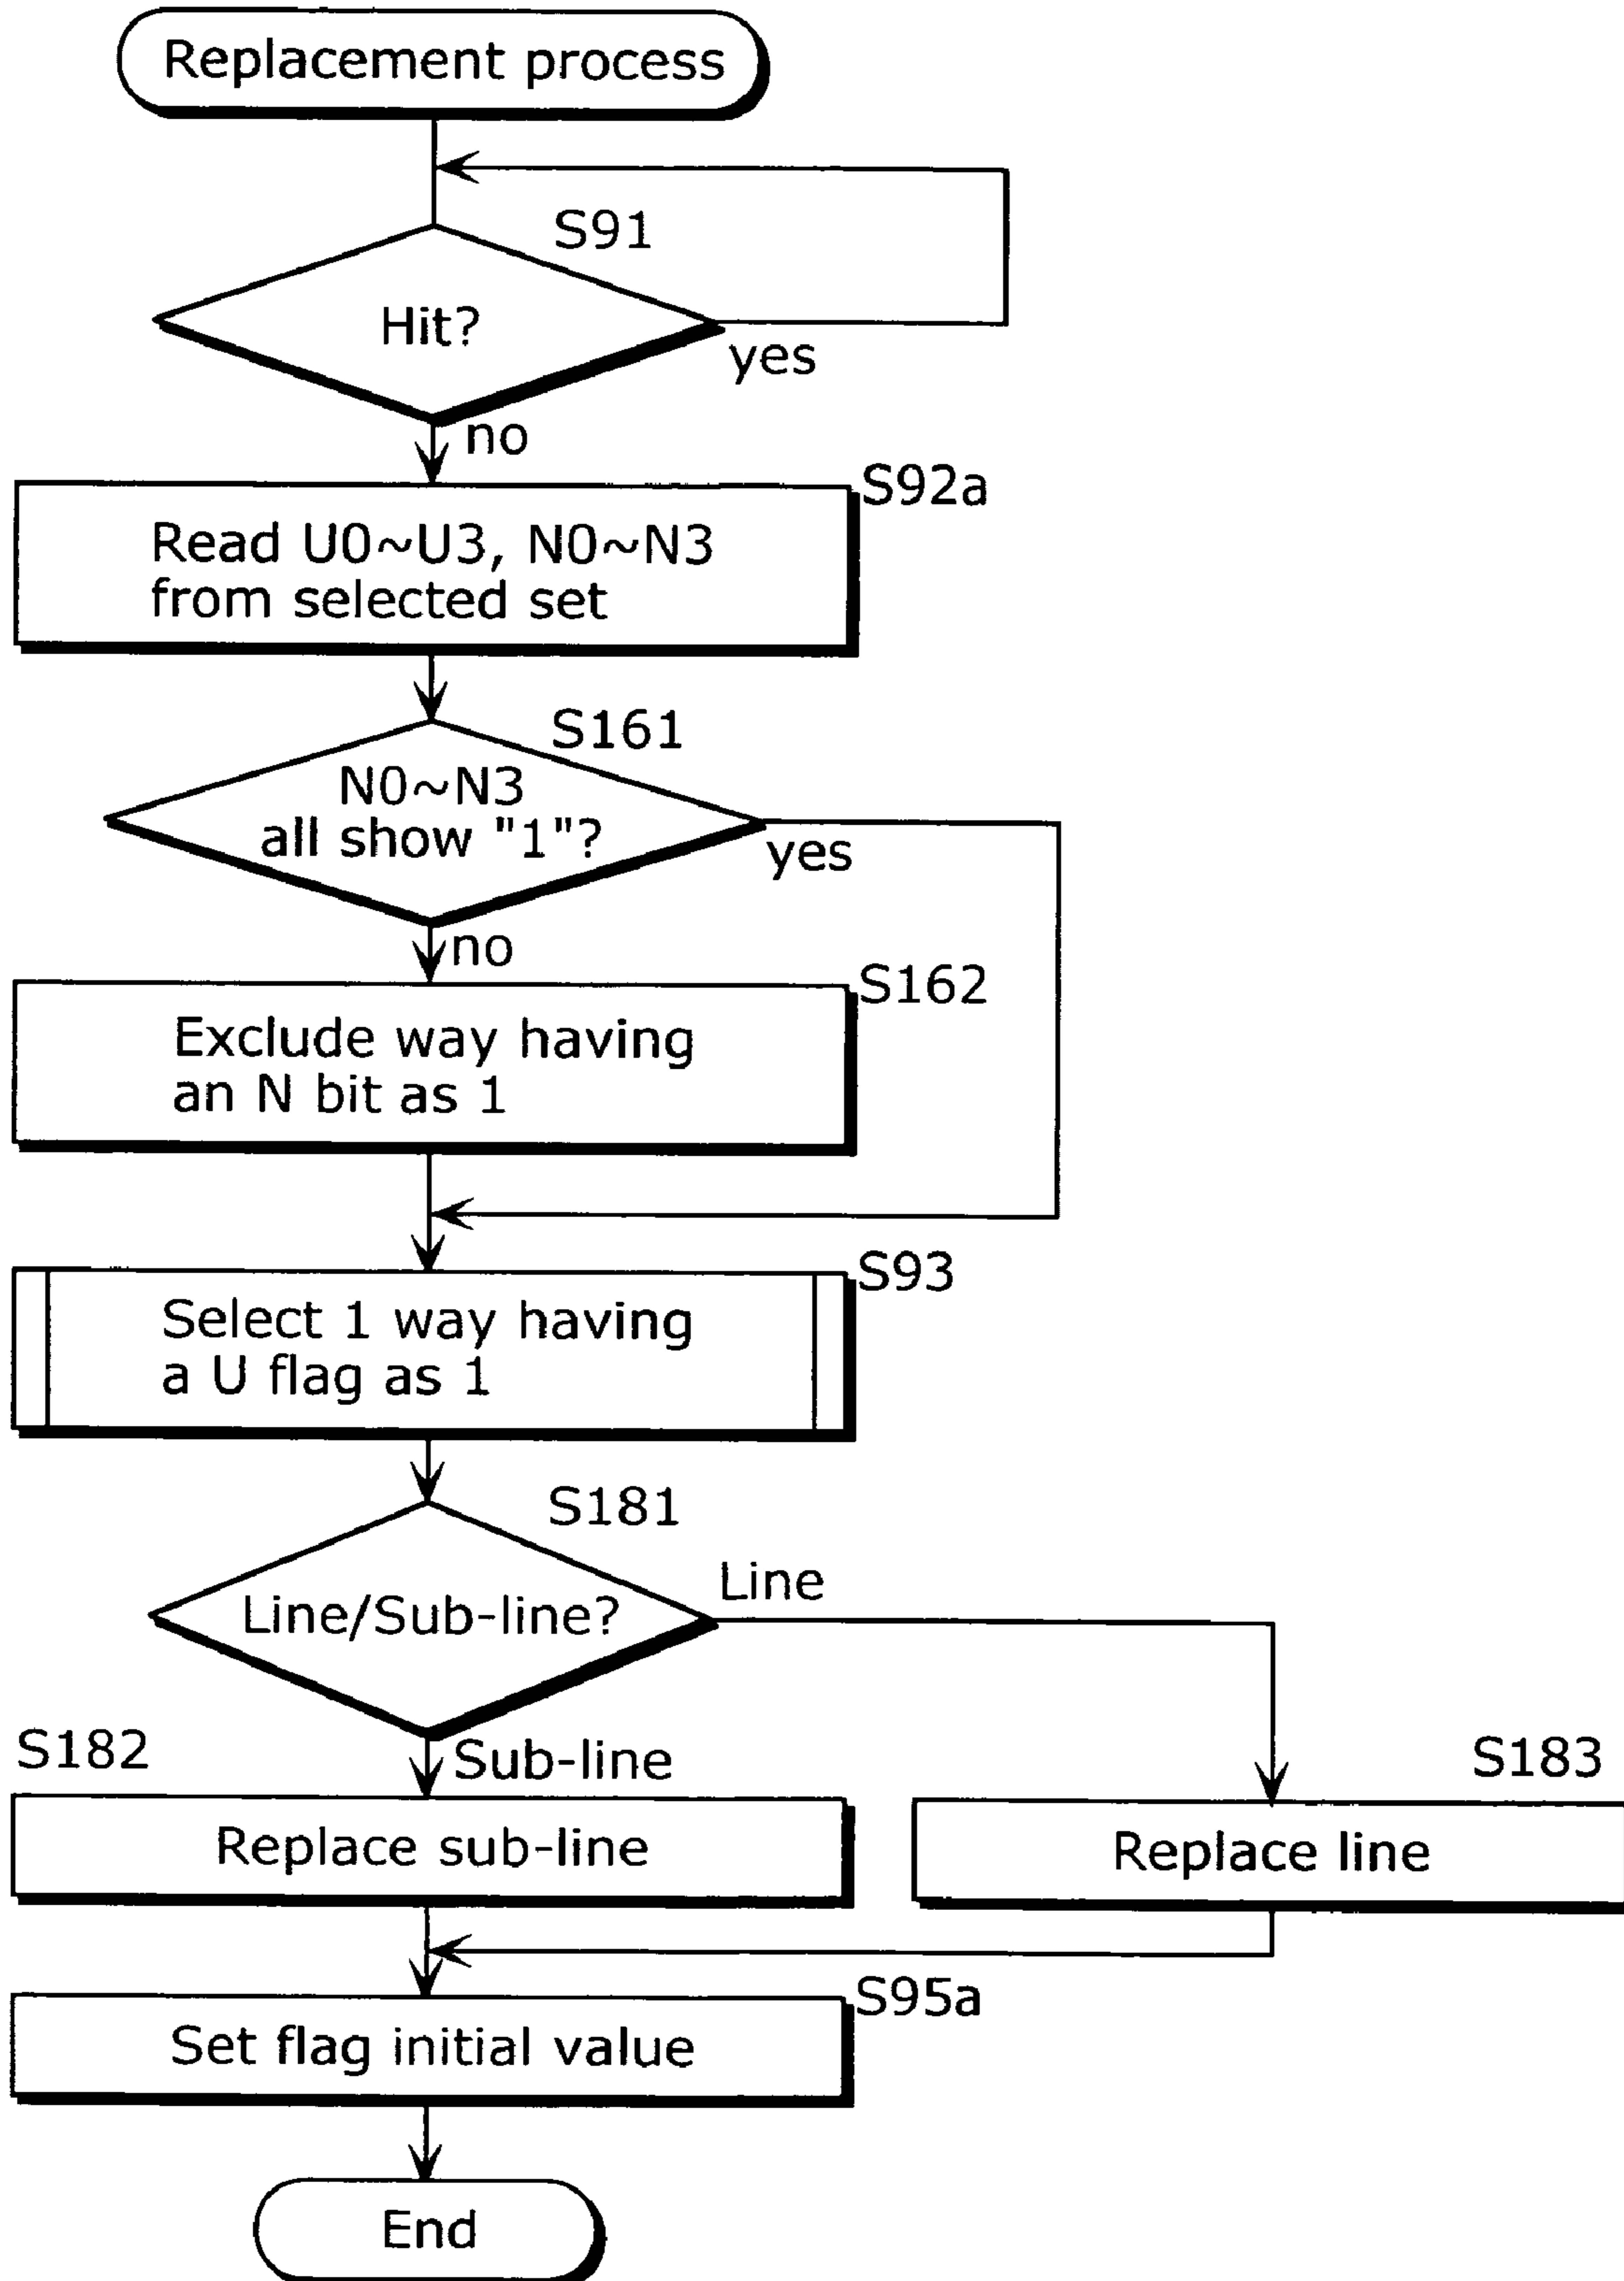 Replacement process
S91
Hit?
yes
no
S92a
Read U0~U3, N0~N3
from selected set
S161
N0~N3
all show "1"?
yes
no
S162
Exclude way having
an N bit as 1
S93
Select 1 way having
a U flag as 1
S181
Line/Sub-line?
Line
Sub-line
S182
Replace sub-line
S183
Replace line
S95a
Set flag initial value
End